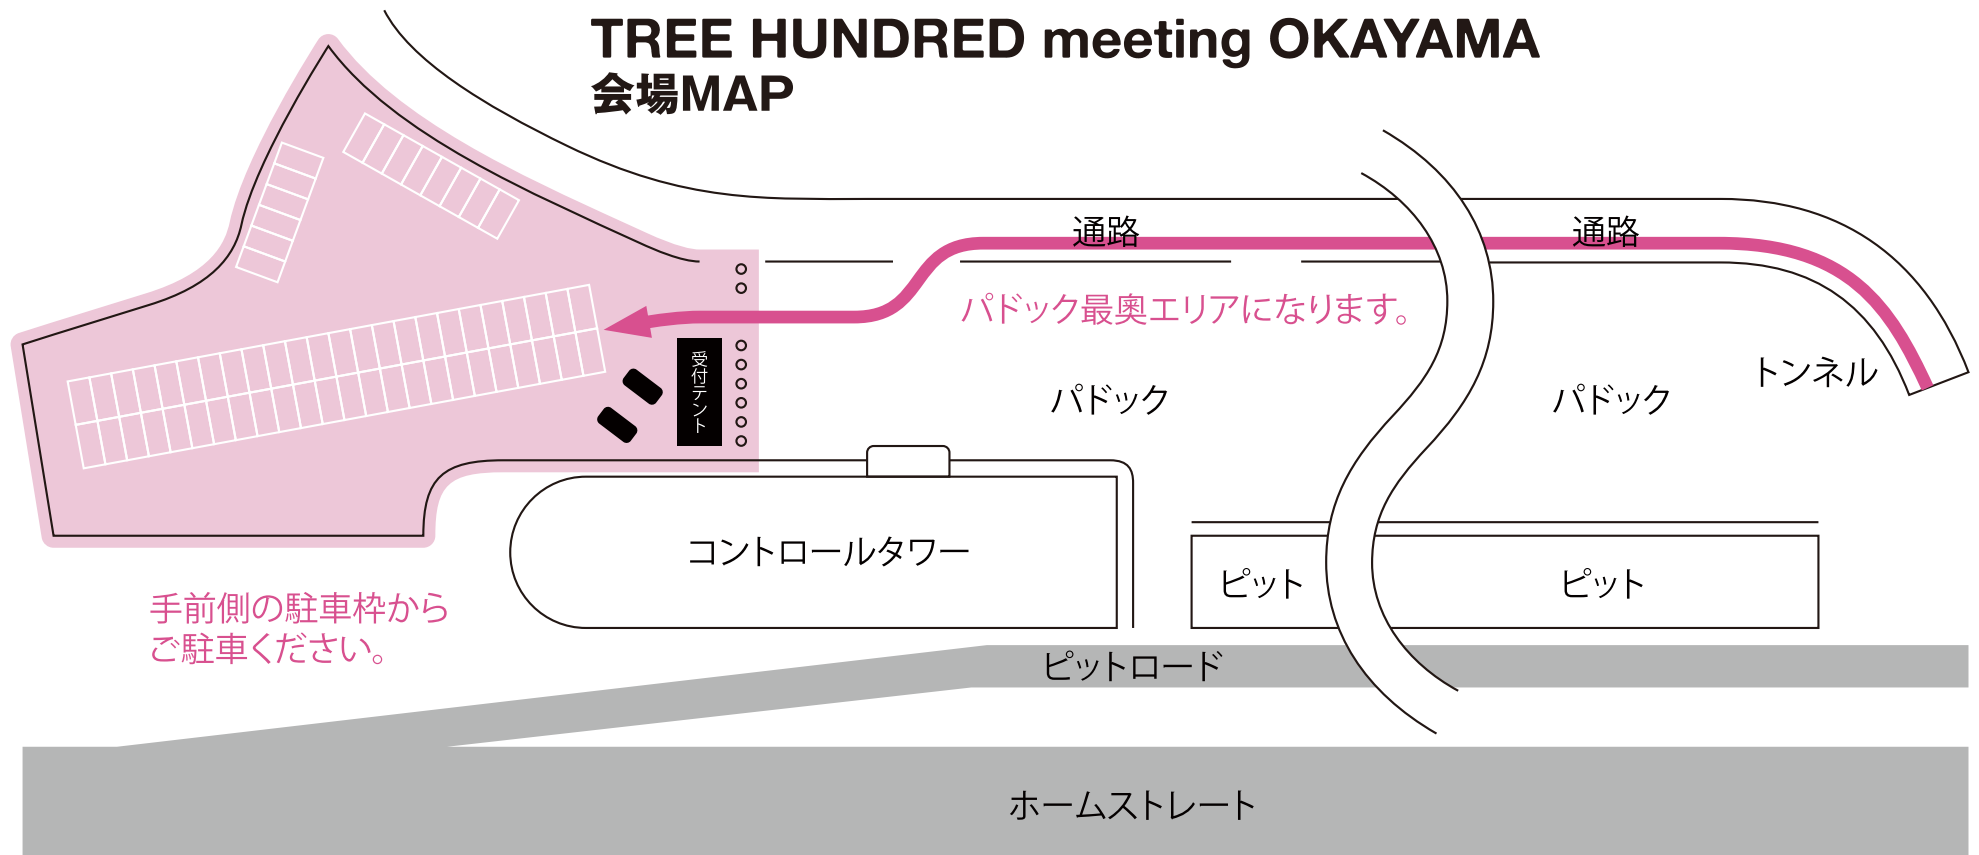 TREE HUNDRED meeting OKAYAMA
会場MAP
通路
通路
パドック最奥エリアになります。
受付テント
パドック
パドック
トンネル
コントロールタワー
ピット
ピット
手前側の駐車枠から
ご駐車ください。
ピットロード
ホームストレート